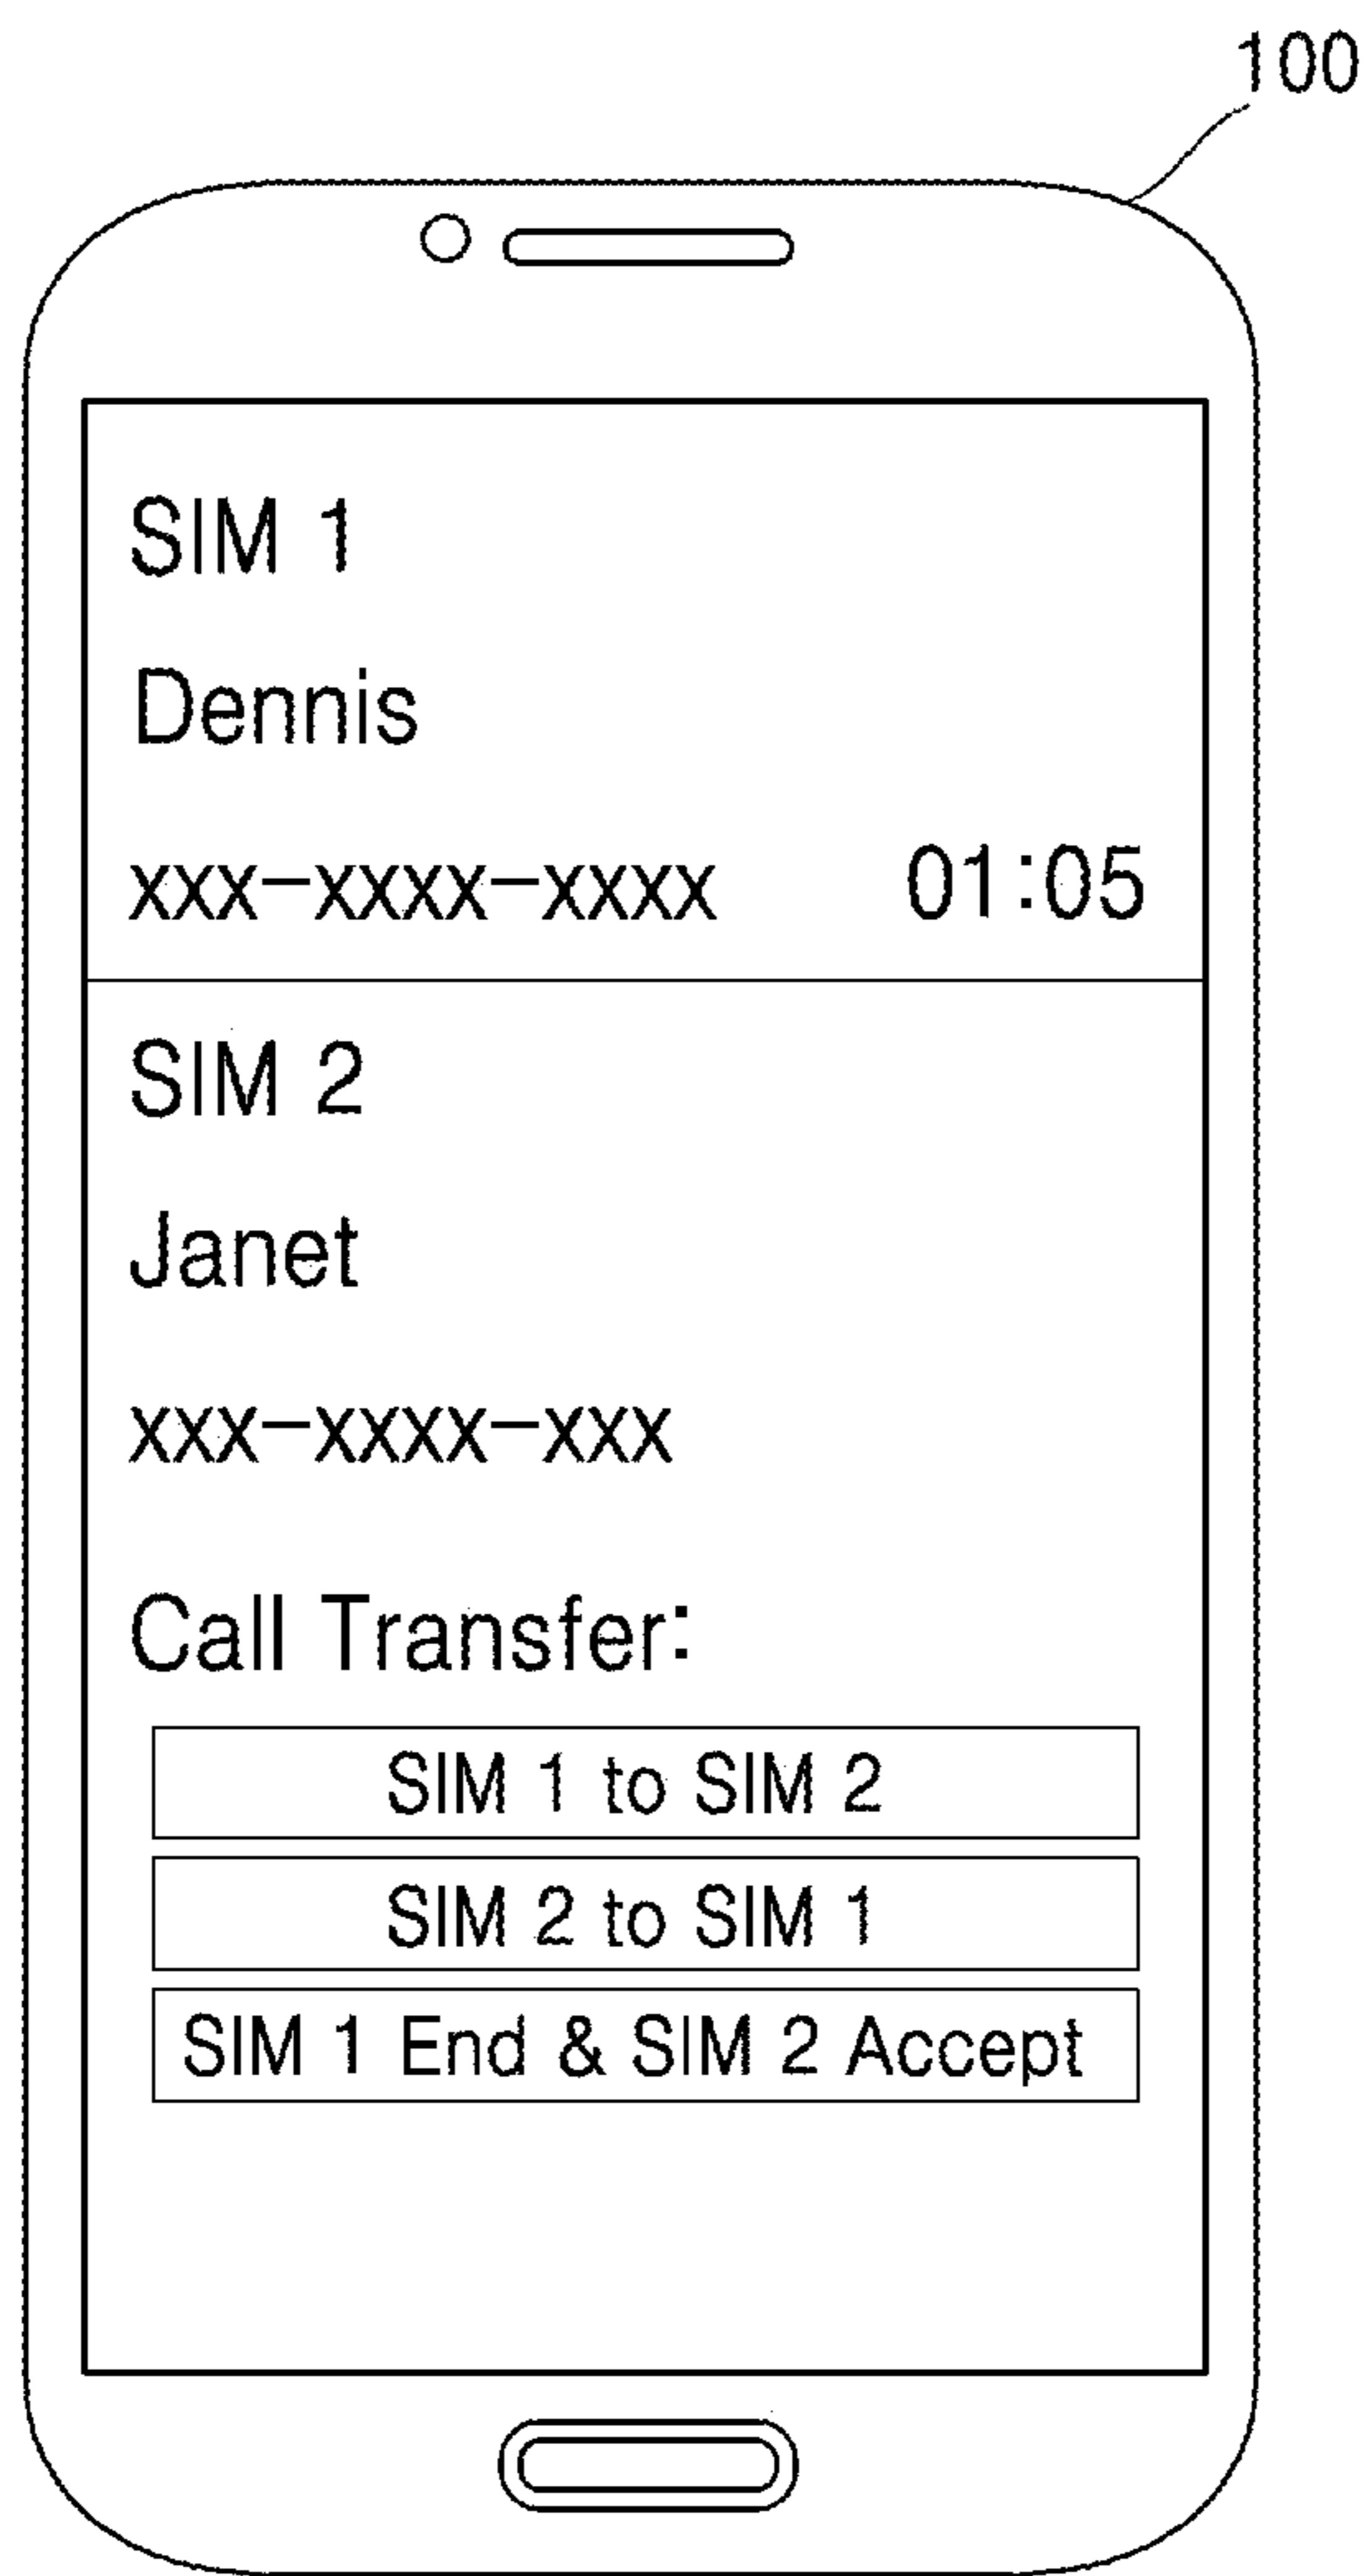 100
SIM 1
Dennis
xxx-xxxx-xxxx 01:05
SIM 2
Janet
xxx-xxxx-xxx
Call Transfer:
SIM 1 to SIM 2
SIM 2 to SIM 1
SIM 1 End & SIM 2 Accept